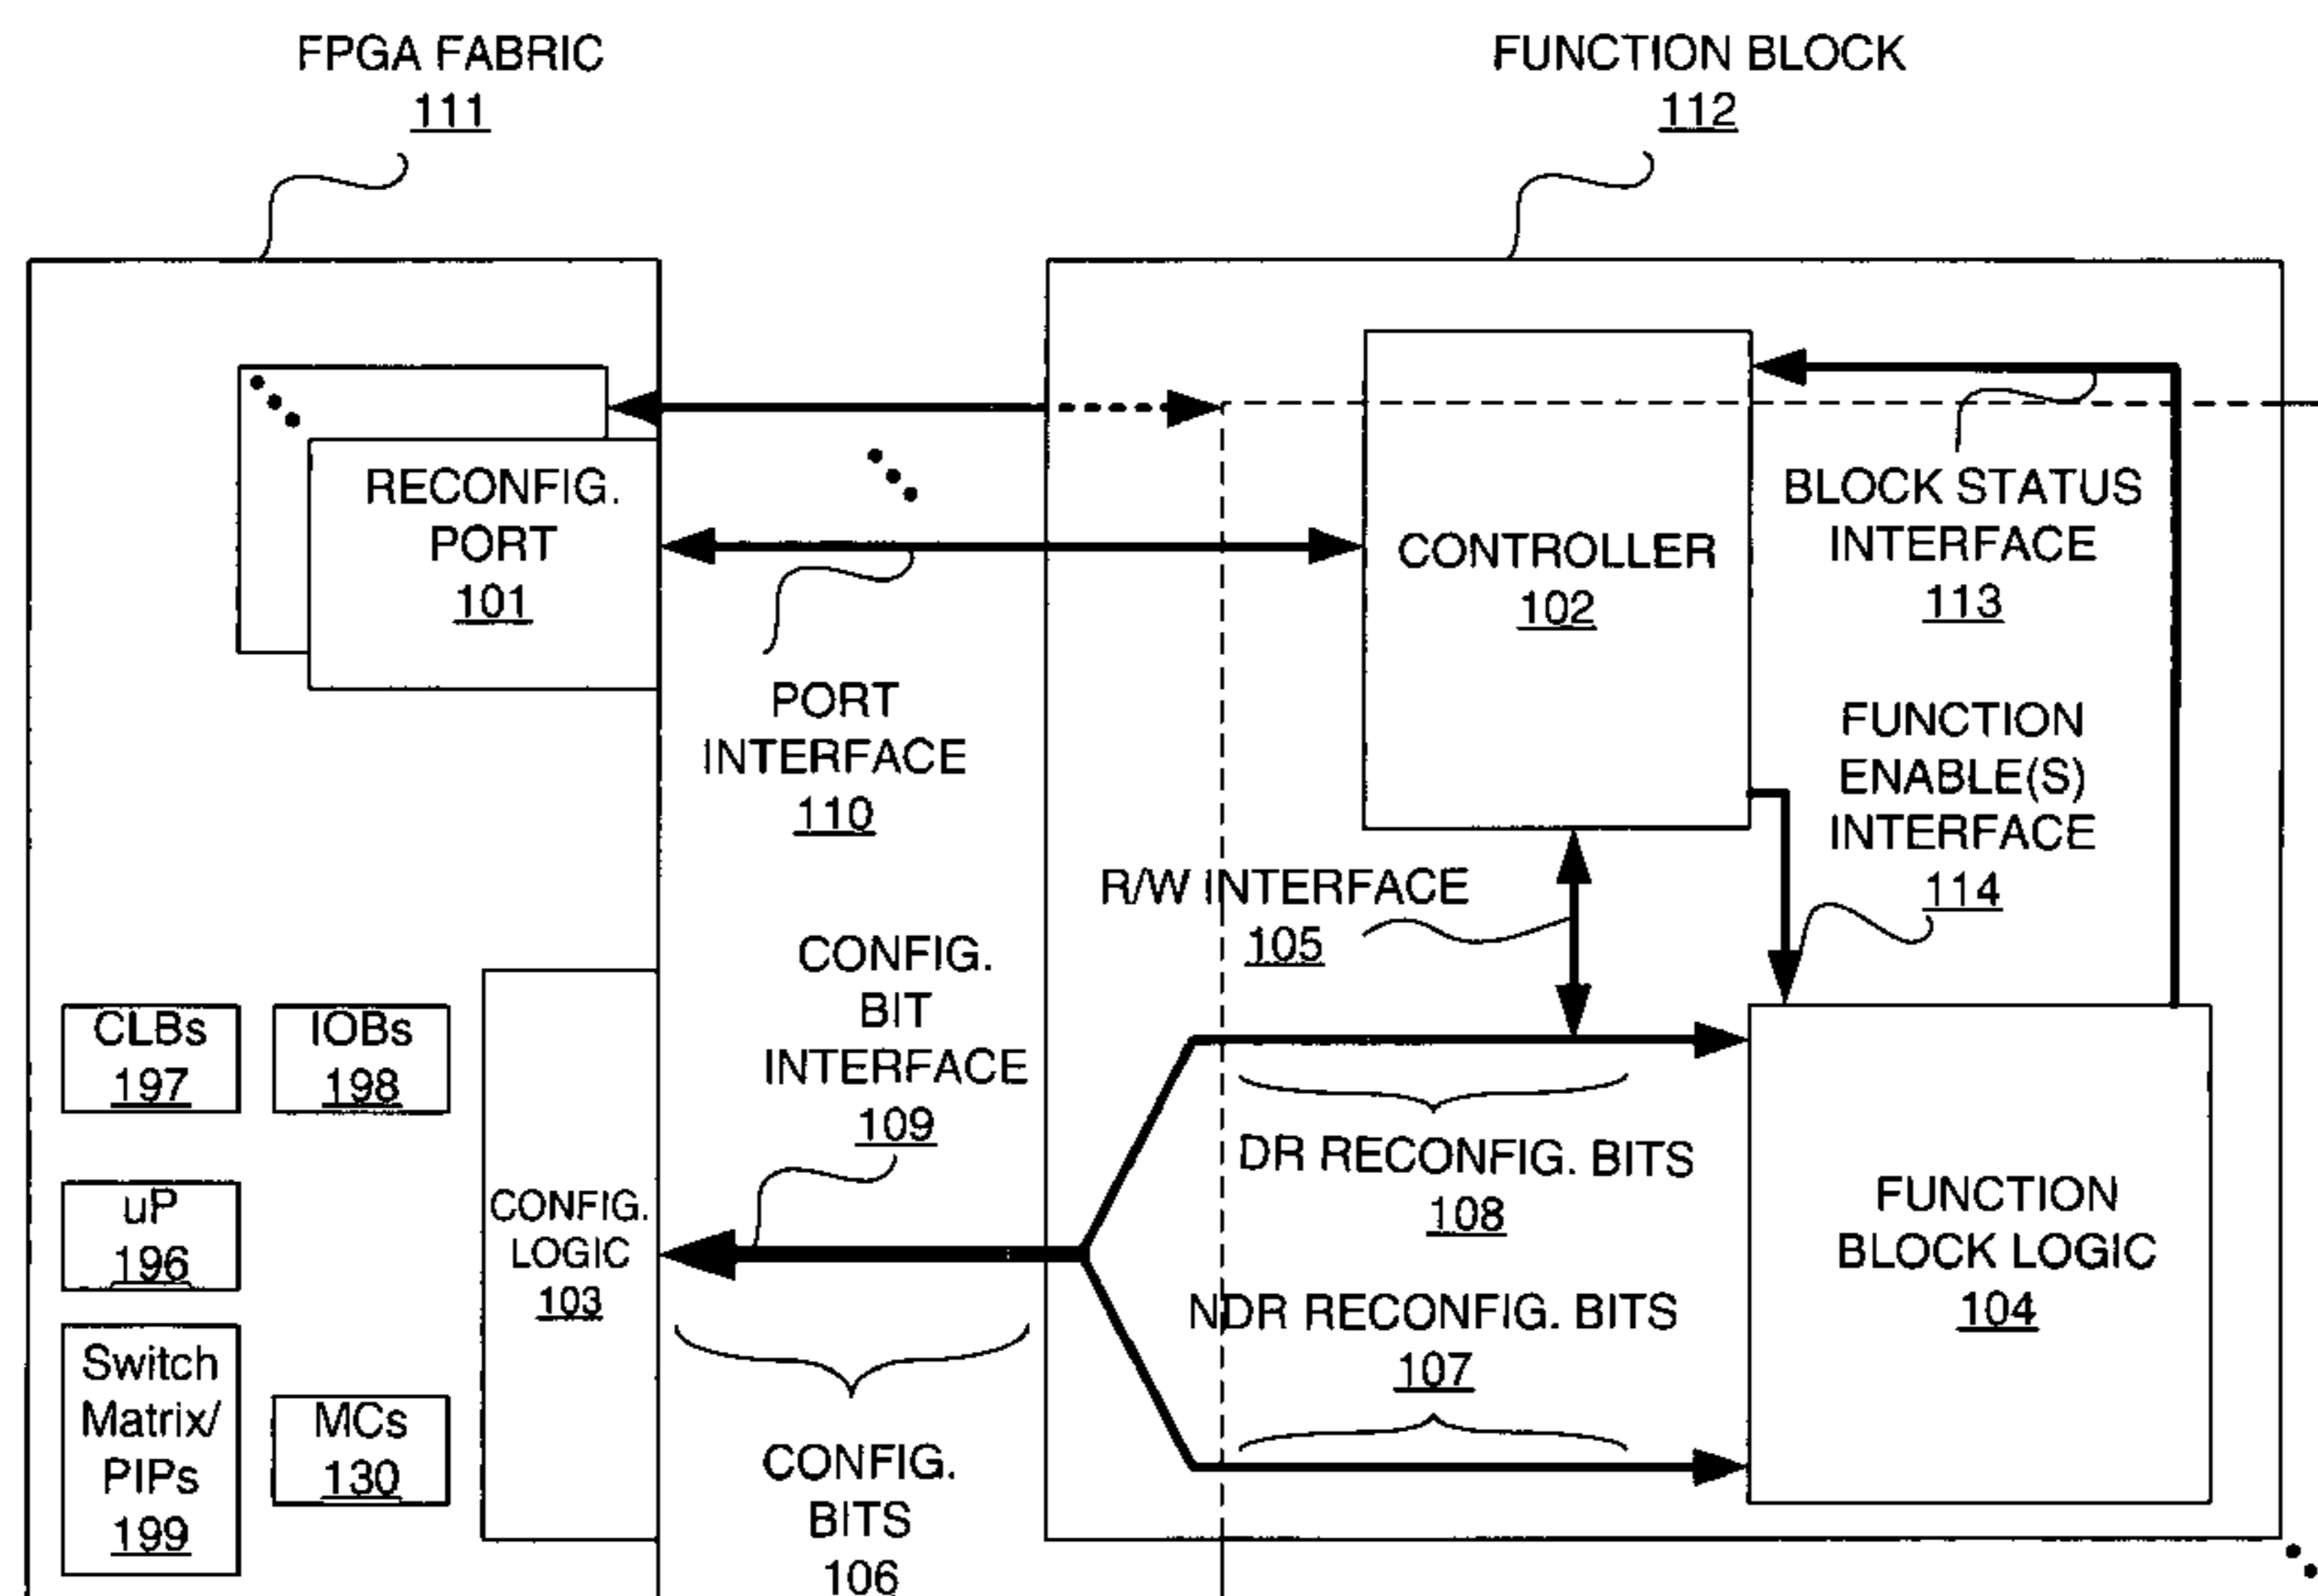 FPGA FABRIC
111
FUNCTION BLOCK
112
RECONFIG.
PORT
101
PORT
INTERFACE
110
CONTROLLER
102
BLOCK STATUS
INTERFACE
113
FUNCTION
ENABLE(S)
INTERFACE
114
R/W INTERFACE
105
CONFIG.
BIT
INTERFACE
109
CLBs
197
IOBs
198
uP
196
Switch
Matrix/
PIPs
199
MCs
130
CONFIG.
LOGIC
103
CONFIG.
BITS
106
DR RECONFIG. BITS
108
NDR RECONFIG. BITS
107
FUNCTION
BLOCK LOGIC
104